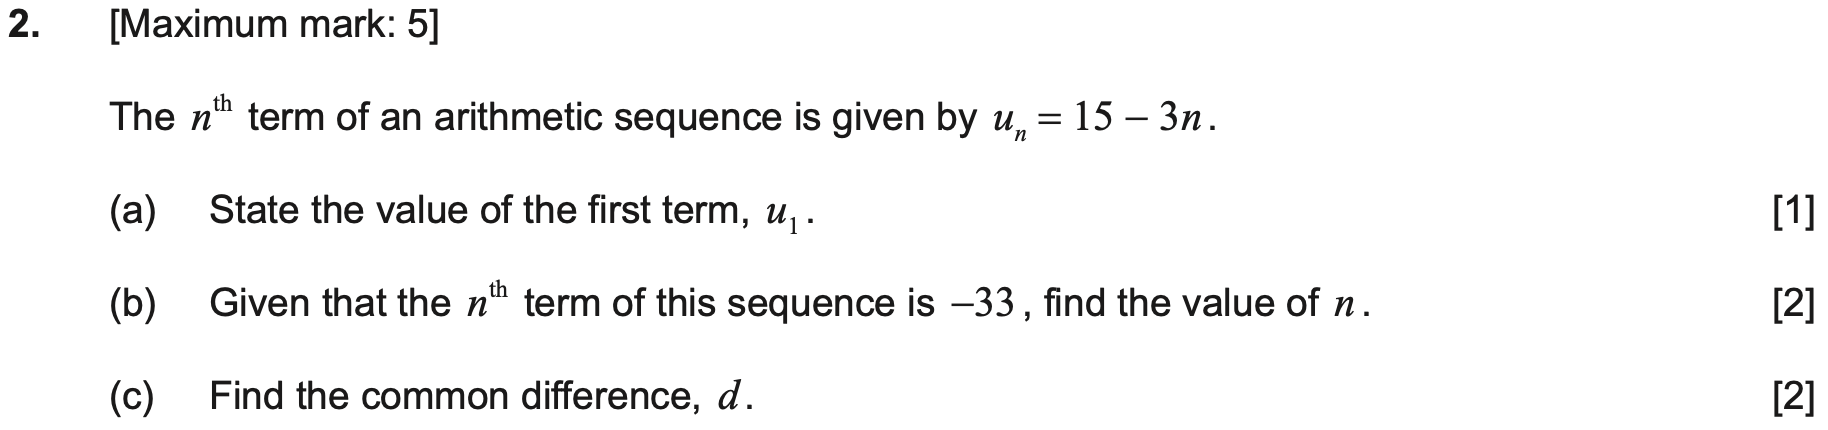 2. [Maximum mark: 5]
The nᵗʰ term of an arithmetic sequence is given by uₙ = 15 − 3n.
(a) State the value of the first term, u₁. [1]
(b) Given that the nᵗʰ term of this sequence is −33, find the value of n. [2]
(c) Find the common difference, d. [2]